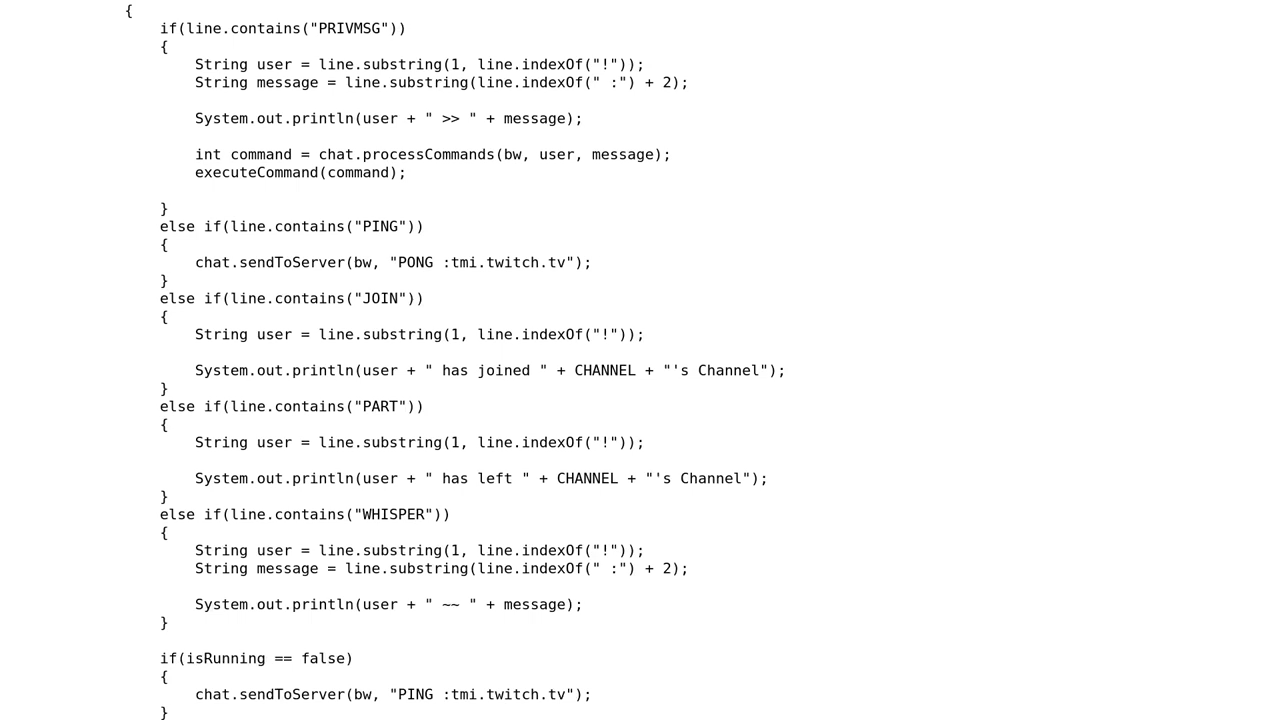 {
if(line.contains("PRIVMSG"))
{
String user = line.substring(1, line.indexOf("!"));
String message = line.substring(line.indexOf(" :") + 2);
System.out.println(user + " >> " + message);
int command = chat.processCommands(bw, user, message);
executeCommand(command);
}
else if(line.contains("PING"))
{
chat.sendToServer(bw, "PONG :tmi.twitch.tv");
}
else if(line.contains("JOIN"))
{
String user = line.substring(1, line.indexOf("!"));
System.out.println(user + " has joined " + CHANNEL + "'s Channel");
}
else if(line.contains("PART"))
{
String user = line.substring(1, line.indexOf("!"));
System.out.println(user + " has left " + CHANNEL + "'s Channel");
}
else if(line.contains("WHISPER"))
{
String user = line.substring(1, line.indexOf("!"));
String message = line.substring(line.indexOf(" :") + 2);
System.out.println(user + " ~~ " + message);
}
if(isRunning == false)
{
chat.sendToServer(bw, "PING :tmi.twitch.tv");
}